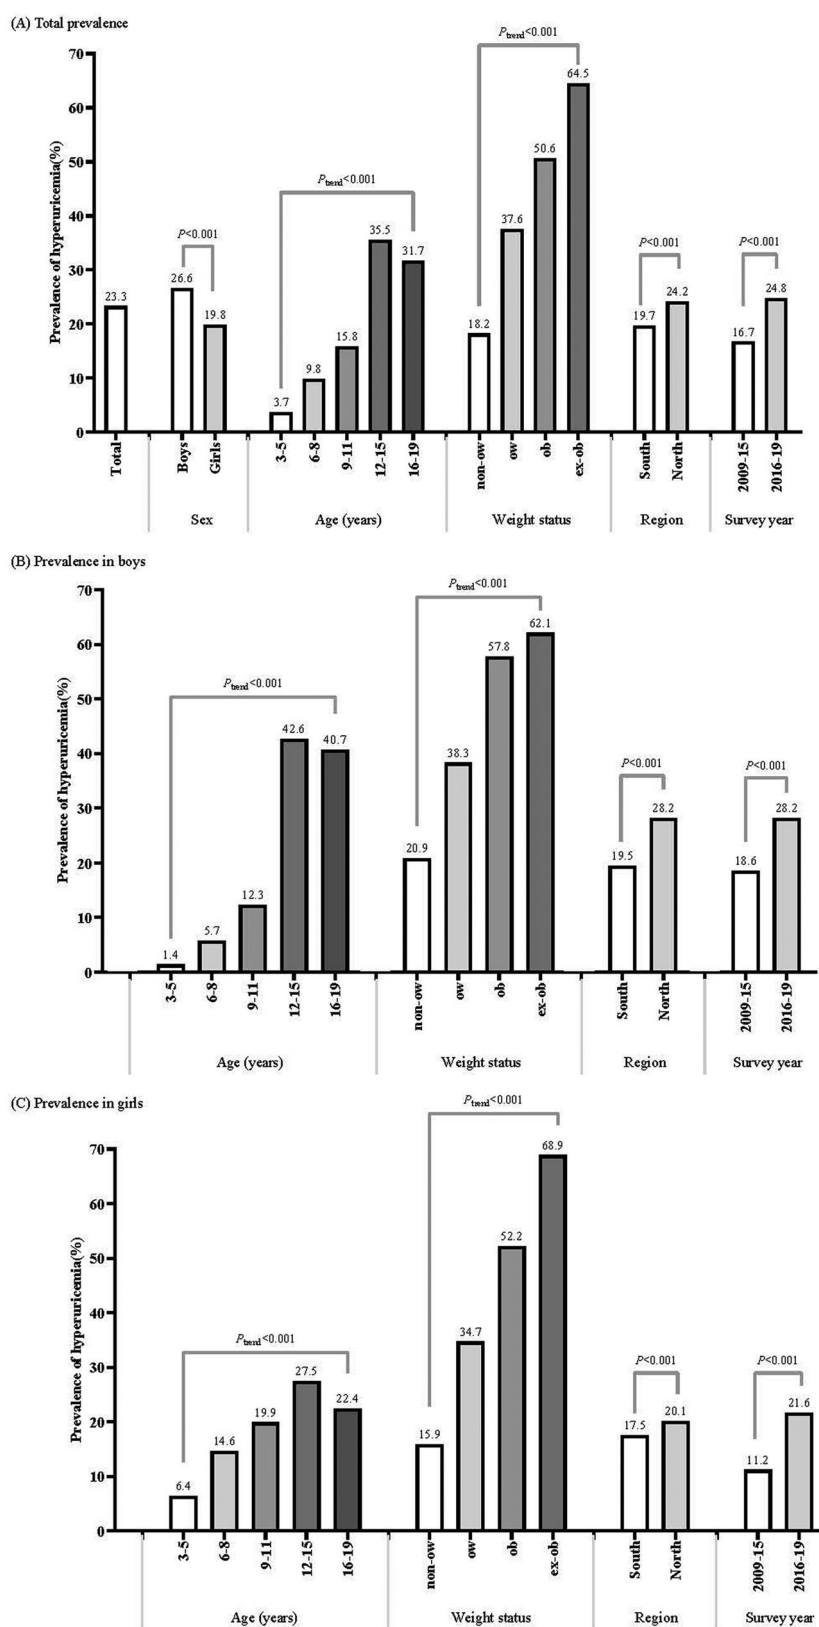 (A) Total prevalence
Prevalence of hyperuricemia(%)
70
60
50
40
30
20
10
0
P<0.001
Ptrend<0.001
Ptrend<0.001
P<0.001
P<0.001
23.3
26.6
19.8
3.7
9.8
15.8
35.5
31.7
18.2
37.6
50.6
64.5
19.7
24.2
16.7
24.8
Total
Boys
Girls
3-5
6-8
9-11
12-15
16-19
non-ow
ow
ob
ex-ob
South
North
2009-15
2016-19
Sex
Age (years)
Weight status
Region
Survey year
(B) Prevalence in boys
Prevalence of hyperuricemia(%)
70
60
50
40
30
20
10
0
Ptrend<0.001
Ptrend<0.001
P<0.001
P<0.001
1.4
5.7
12.3
42.6
40.7
20.9
38.3
57.8
62.1
19.5
28.2
18.6
28.2
3-5
6-8
9-11
12-15
16-19
non-ow
ow
ob
ex-ob
South
North
2009-15
2016-19
Age (years)
Weight status
Region
Survey year
(C) Prevalence in girls
Prevalence of hyperuricemia(%)
70
60
50
40
30
20
10
0
Ptrend<0.001
Ptrend<0.001
P<0.001
P<0.001
6.4
14.6
19.9
27.5
22.4
15.9
34.7
52.2
68.9
17.5
20.1
11.2
21.6
3-5
6-8
9-11
12-15
16-19
non-ow
ow
ob
ex-ob
South
North
2009-15
2016-19
Age (years)
Weight status
Region
Survey year